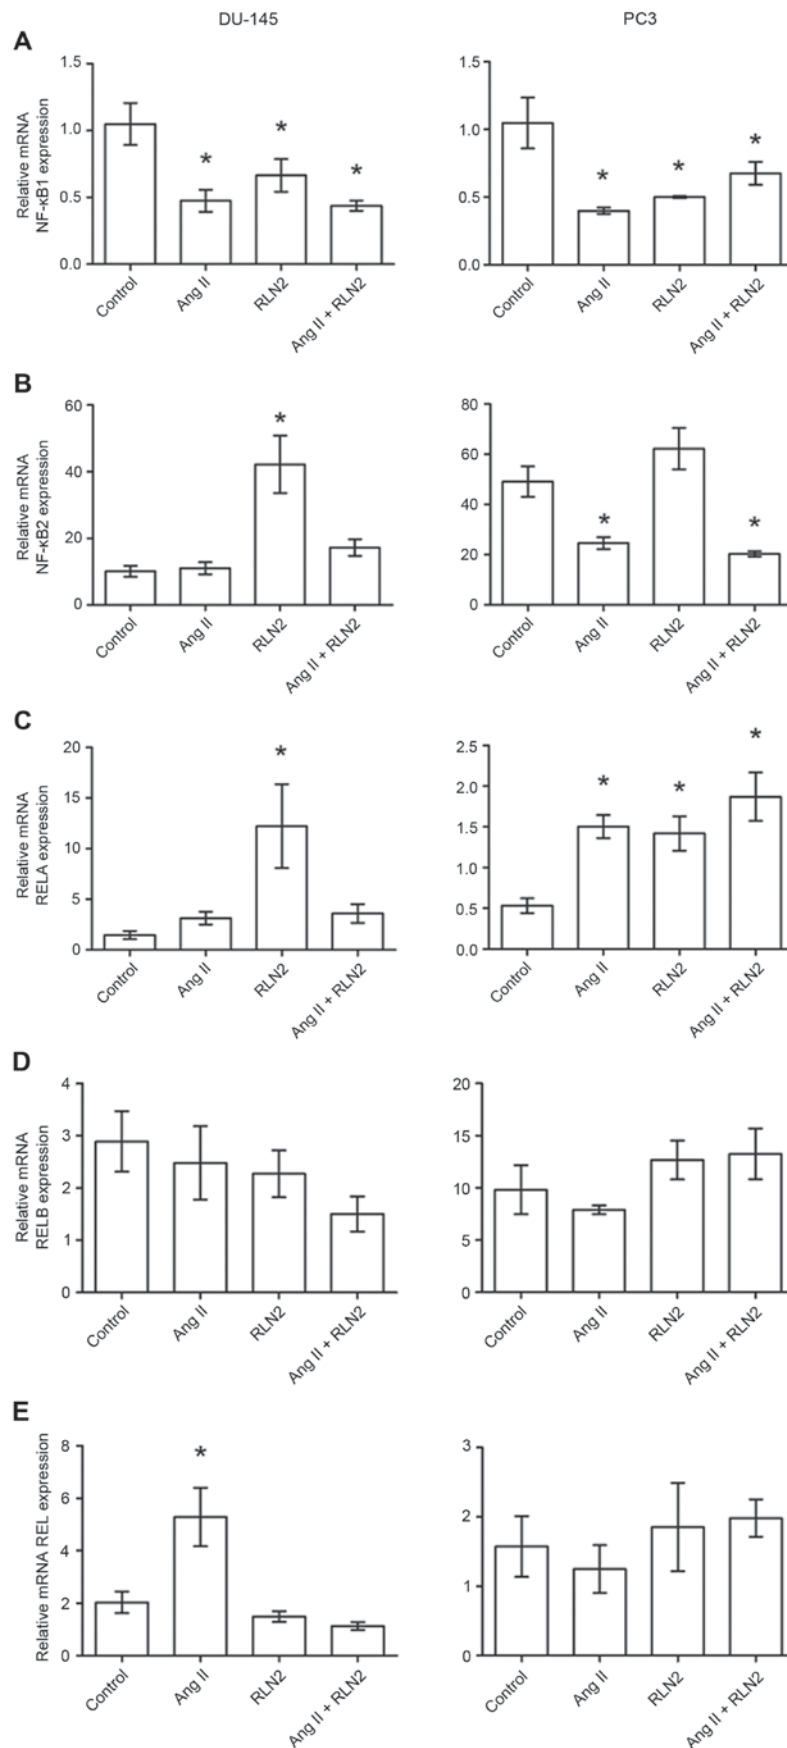 DU-145 PC3
A
Relative mRNA
NF-κB1 expression
1.5
1.0
0.5
0.0
* * *
Control Ang II RLN2 Ang II + RLN2
1.5
1.0
0.5
0.0
* * *
Control Ang II RLN2 Ang II + RLN2
B
Relative mRNA
NF-κB2 expression
60
40
20
0
*
Control Ang II RLN2 Ang II + RLN2
80
60
40
20
0
* *
Control Ang II RLN2 Ang II + RLN2
C
Relative mRNA
RELA expression
20
15
10
5
0
*
Control Ang II RLN2 Ang II + RLN2
2.5
2.0
1.5
1.0
0.5
0.0
* * *
Control Ang II RLN2 Ang II + RLN2
D
Relative mRNA
RELB expression
4
3
2
1
0
Control Ang II RLN2 Ang II + RLN2
20
15
10
5
0
Control Ang II RLN2 Ang II + RLN2
E
Relative mRNA REL expression
8
6
4
2
0
*
Control Ang II RLN2 Ang II + RLN2
3
2
1
0
Control Ang II RLN2 Ang II + RLN2